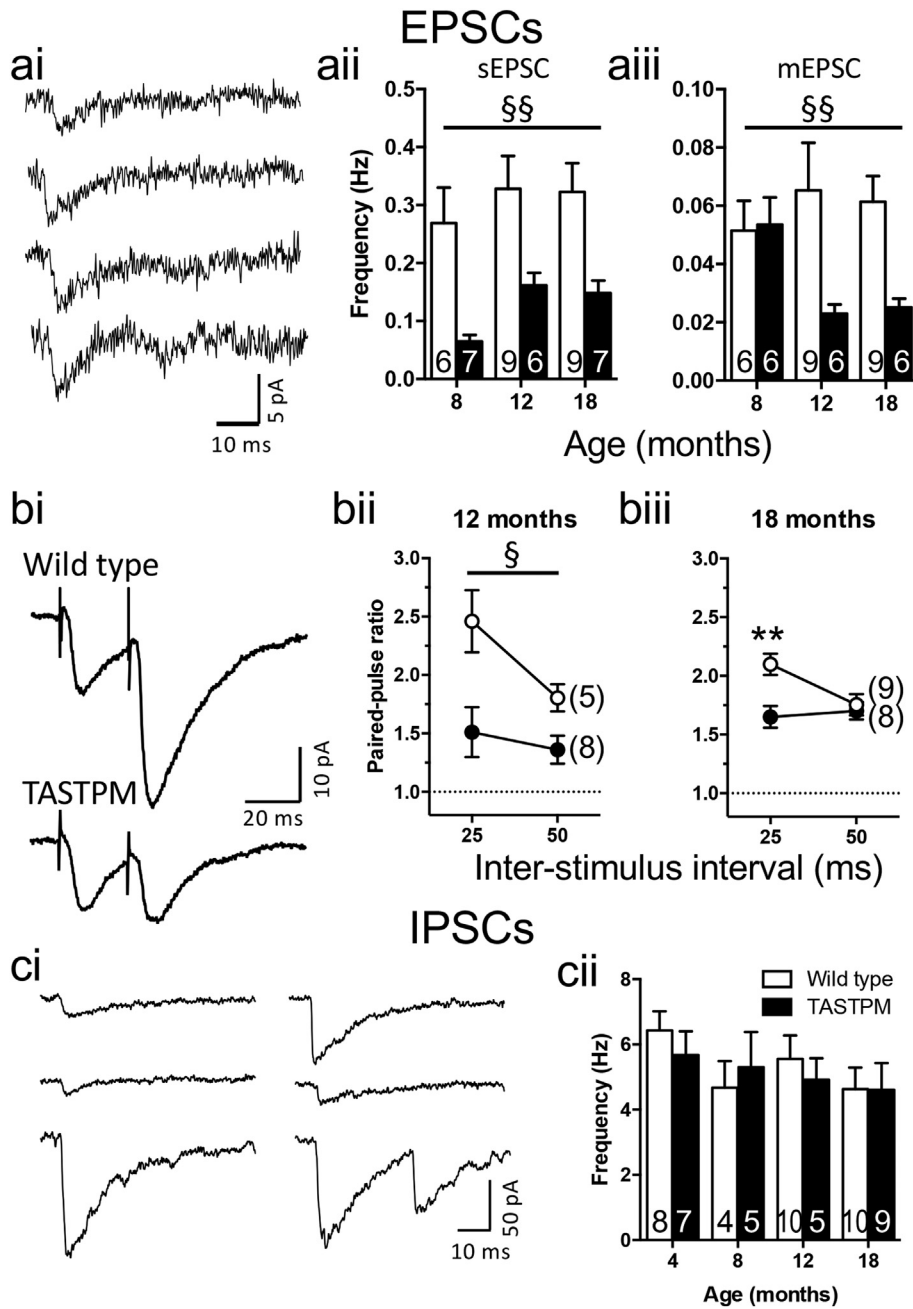 EPSCs
ai
10 ms
5 pA
aii
sEPSC
§§
Frequency (Hz)
0.5
0.4
0.3
0.2
0.1
0.0
6 7 9 6 9 7
8 12 18
aiii
mEPSC
§§
0.10
0.08
0.06
0.04
0.02
0.00
6 6 9 6 9 6
8 12 18
Age (months)
bi
Wild type
TASTPM
10 pA
20 ms
bii
12 months
§
Paired-pulse ratio
3.0
2.5
2.0
1.5
1.0
(5)
(8)
25 50
biii
18 months
**
3.0
2.5
2.0
1.5
1.0
(9)
(8)
25 50
Inter-stimulus interval (ms)
IPSCs
ci
50 pA
10 ms
cii
Wild type
TASTPM
Frequency (Hz)
8
6
4
2
0
8 7 4 5 10 5 10 9
4 8 12 18
Age (months)